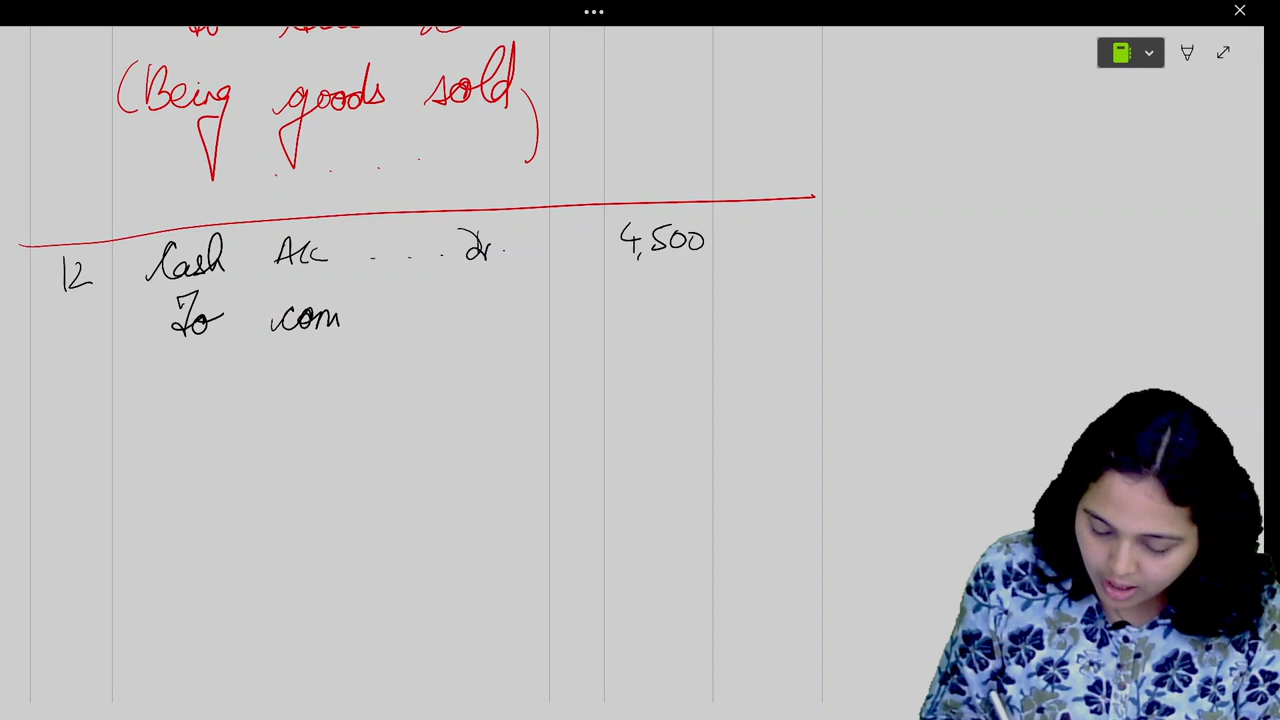 (Being goods sold
. . . . )
12 Cash A/c . . . . Dr. 4,500
To com